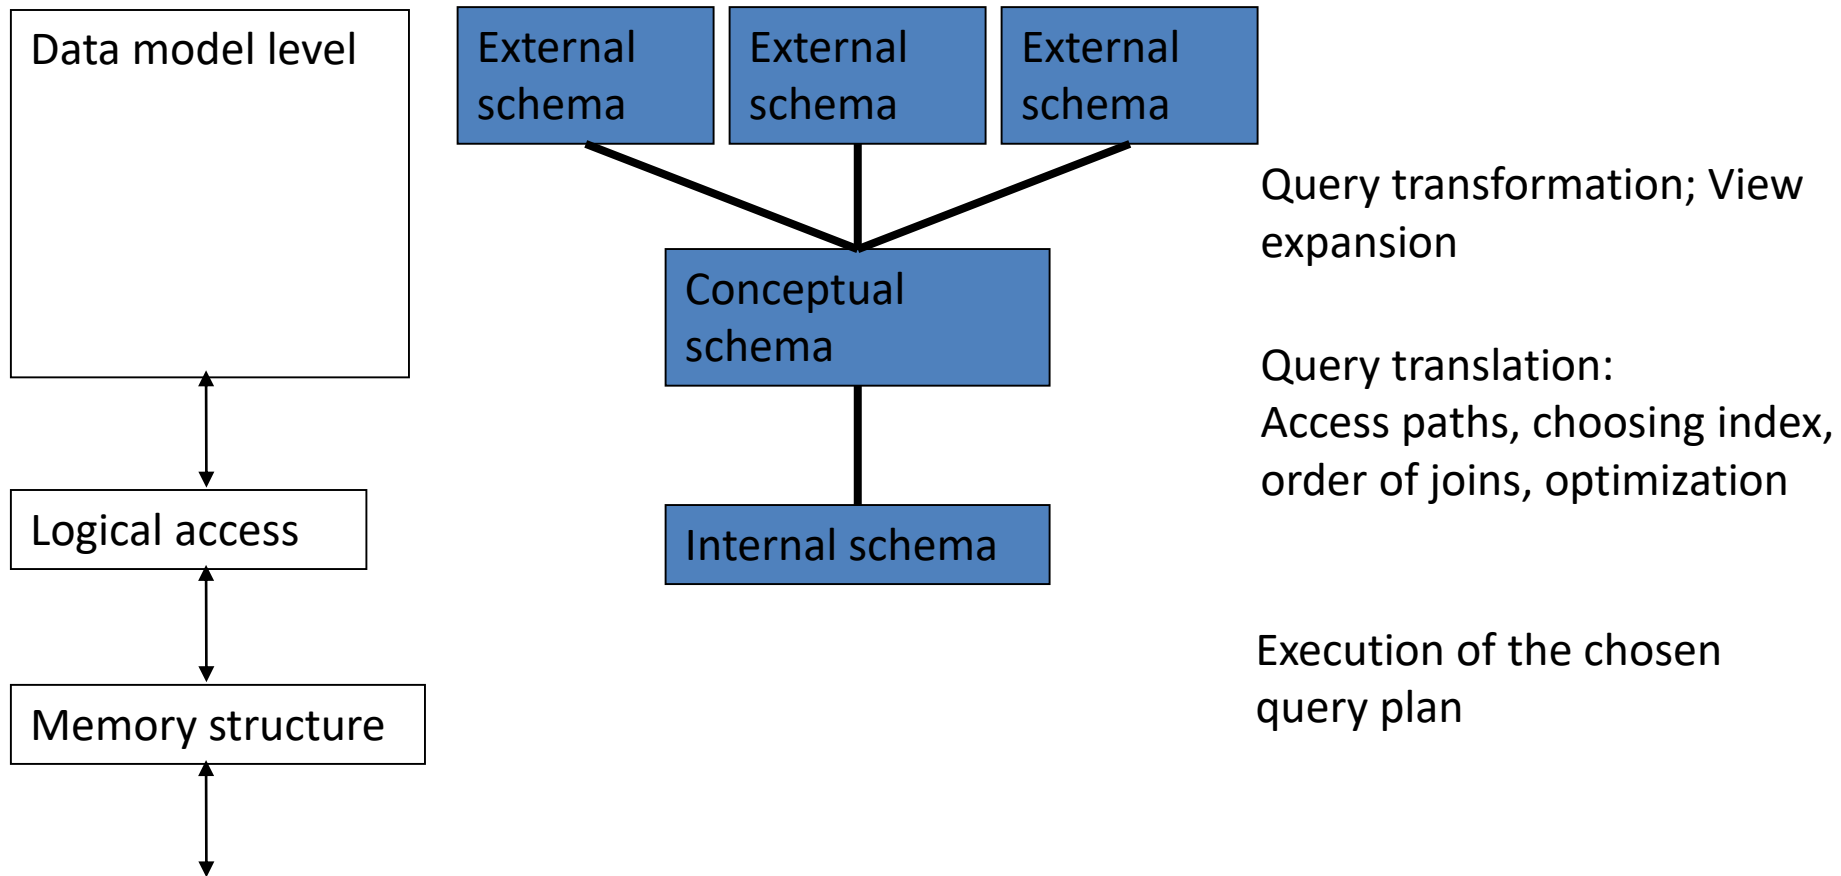 Data model level
External
schema
External
schema
External
schema
Query transformation; View
expansion
Conceptual
schema
Query translation:
Access paths, choosing index,
order of joins, optimization
Logical access
Internal schema
Execution of the chosen
query plan
Memory structure